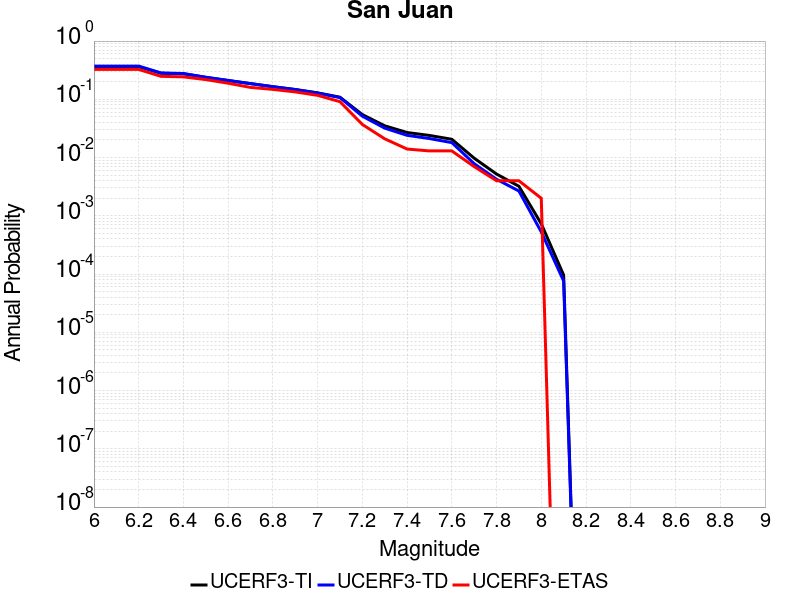 San Juan
10^0
10^-1
10^-2
10^-3
10^-4
10^-5
10^-6
10^-7
10^-8
Annual Probability
6 6.2 6.4 6.6 6.8 7 7.2 7.4 7.6 7.8 8 8.2 8.4 8.6 8.8 9
Magnitude
UCERF3-TI UCERF3-TD UCERF3-ETAS